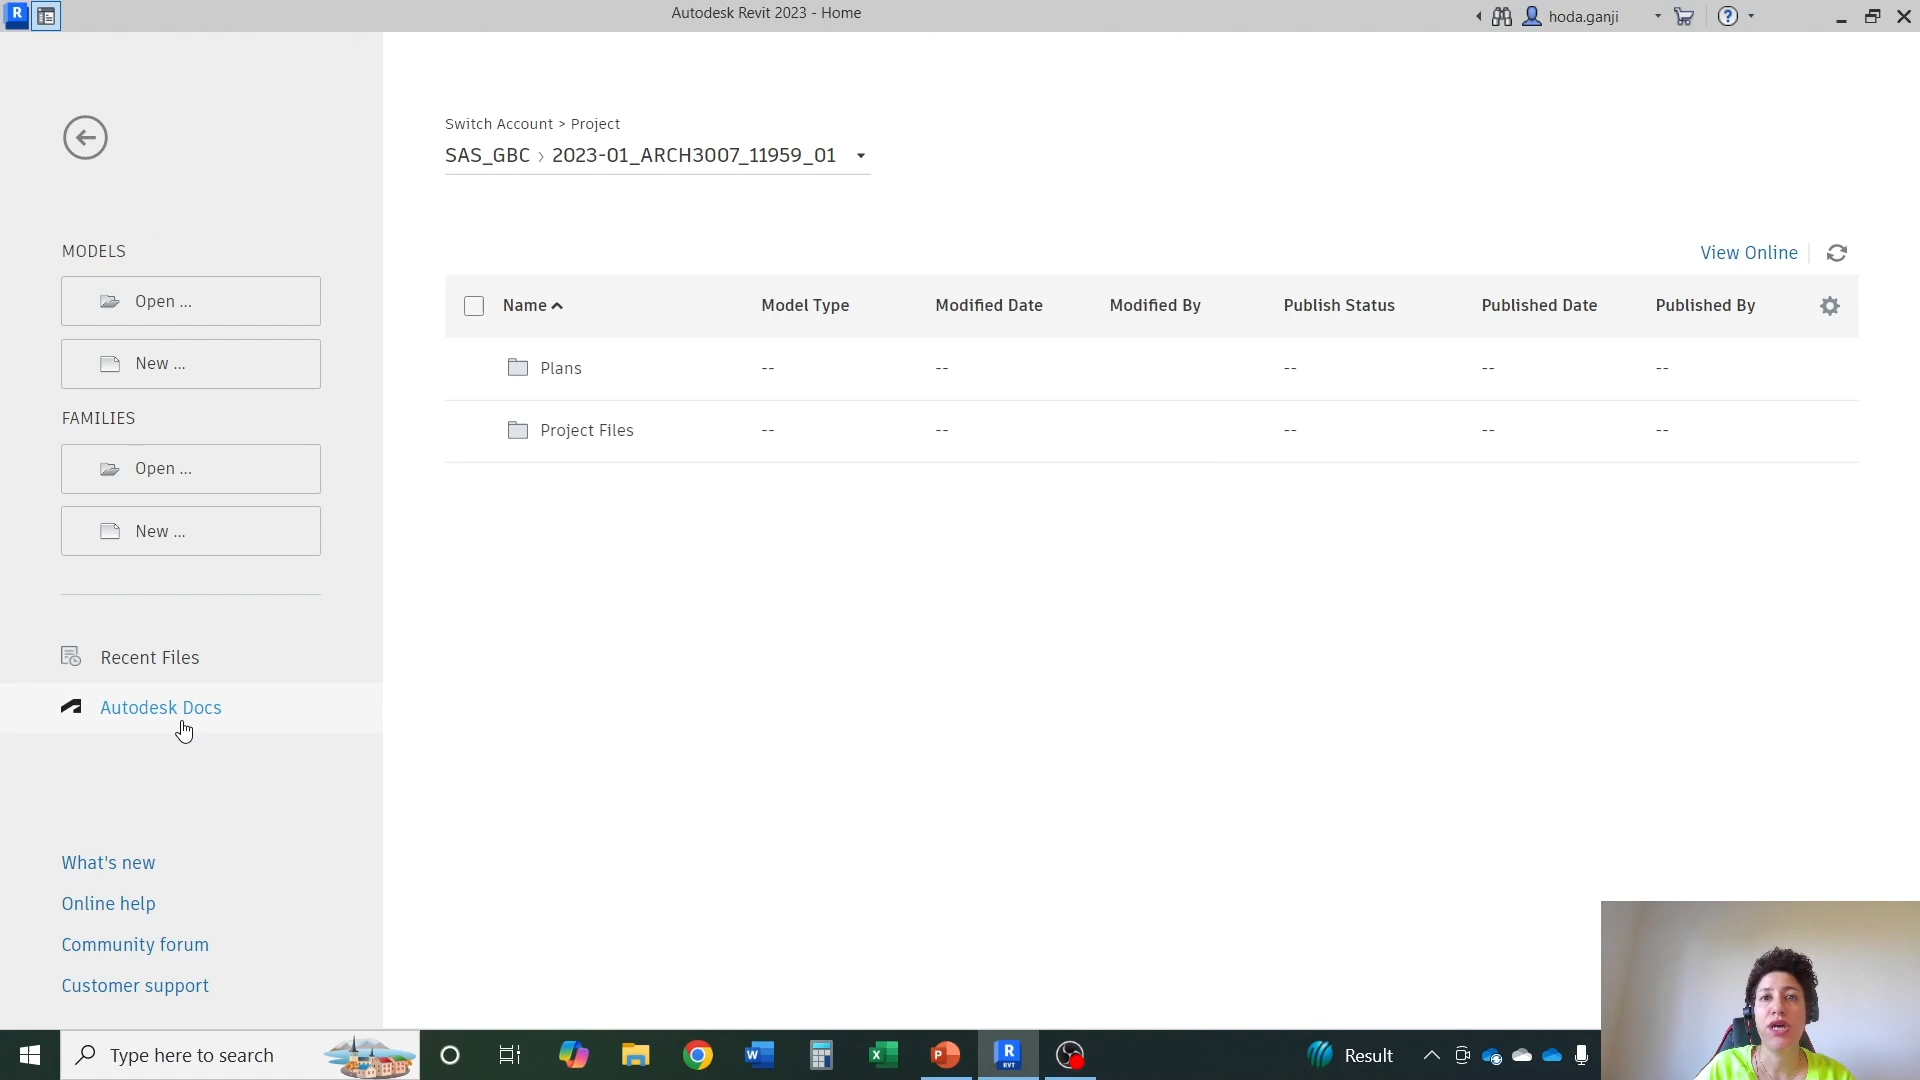 R
Autodesk Revit 2023 - Home
hoda.ganji
?
Switch Account > Project
SAS_GBC › 2023-01_ARCH3007_11959_01
MODELS
Open ...
New ...
FAMILIES
Open ...
New ...
Recent Files
Autodesk Docs
What's new
Online help
Community forum
Customer support
View Online
Name Model Type Modified Date Modified By Publish Status Published Date Published By
Plans -- -- -- -- --
Project Files -- -- -- -- --
Type here to search
W
X
P
R
RVT
Result